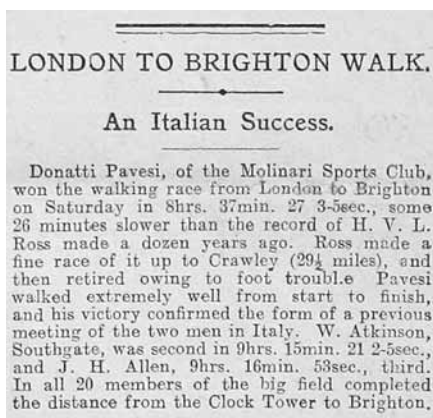 LONDON TO BRIGHTON WALK.
An Italian Success.
Donatti Pavesi, of the Molinari Sports Club,
won the walking race from London to Brighton
on Saturday in 8hrs. 37min. 27 3-5sec., some
26 minutes slower than the record of H. V. L.
Ross made a dozen years ago. Ross made a
fine race of it up to Crawley (29½ miles), and
then retired owing to foot troubl.e Pavesi
walked extremely well from start to finish,
and his victory confirmed the form of a previous
meeting of the two men in Italy. W. Atkinson,
Southgate, was second in 9hrs. 15min. 21 2-5sec.,
and J. H. Allen, 9hrs. 16min. 53sec., third.
In all 20 members of the big field completed
the distance from the Clock Tower to Brighton.